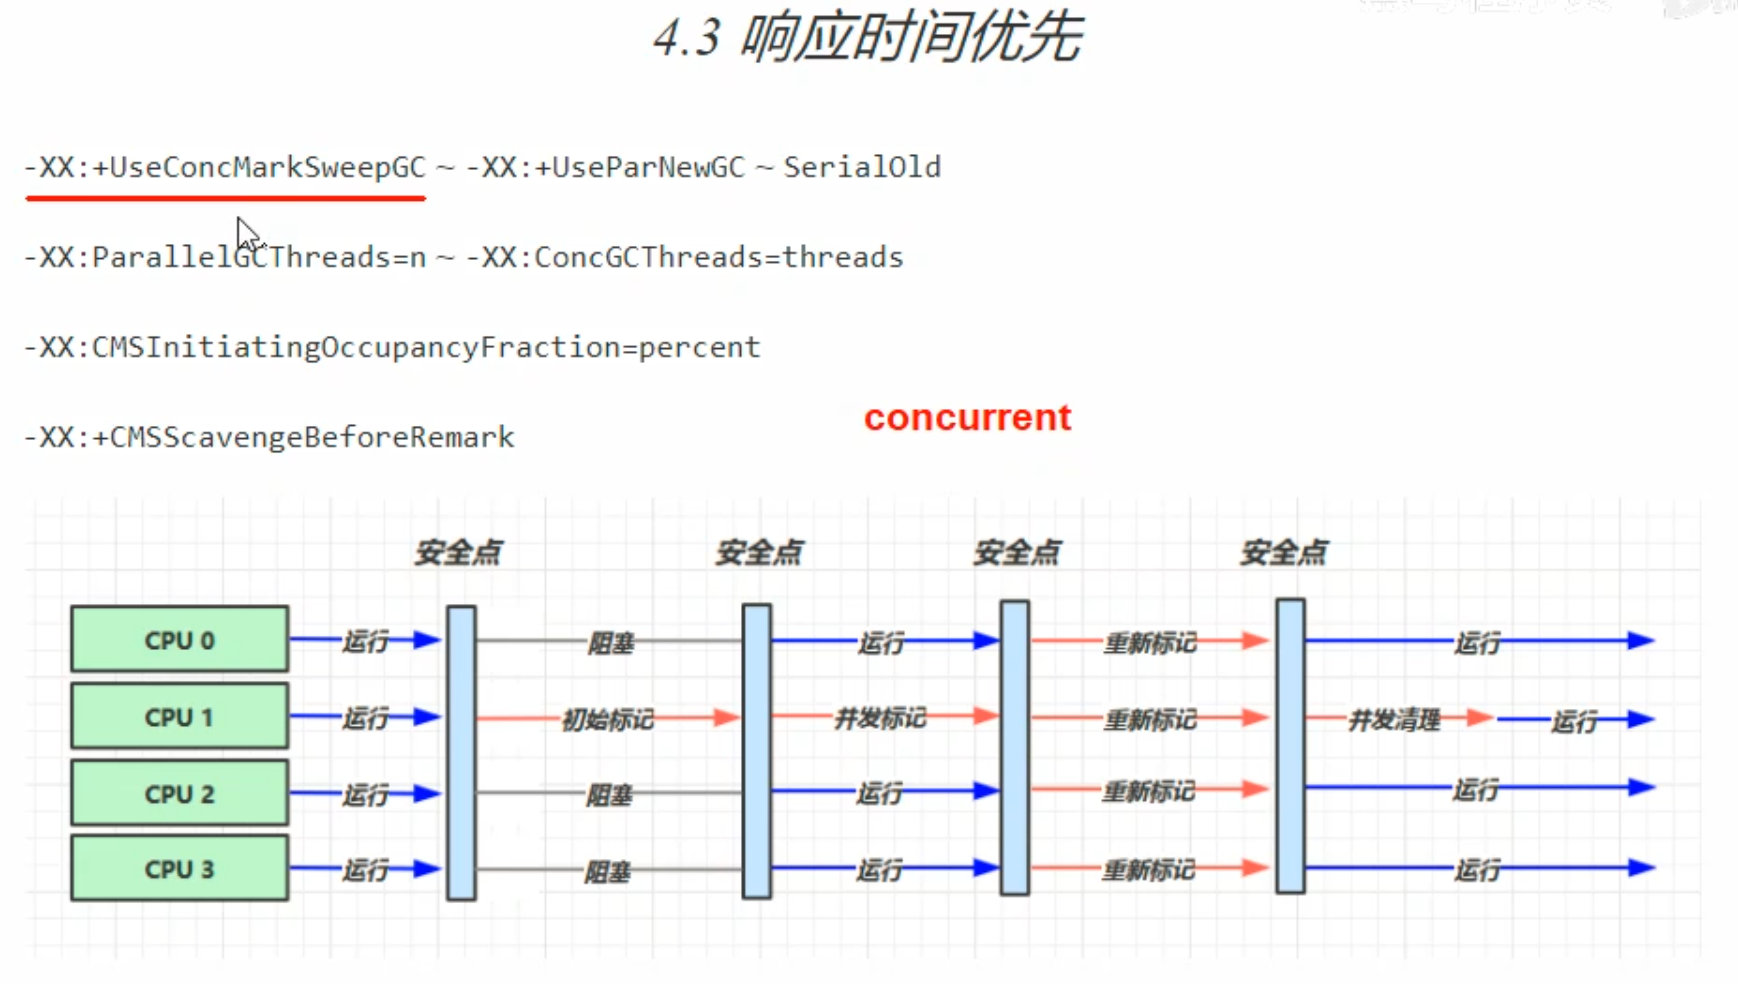 4.3 响应时间优先
-XX:+UseConcMarkSweepGC ~ -XX:+UseParNewGC ~ SerialOld
-XX:ParallelGCThreads=n ~ -XX:ConcGCThreads=threads
-XX:CMSInitiatingOccupancyFraction=percent
concurrent
-XX:+CMSScavengeBeforeRemark
安全点 安全点 安全点 安全点
CPU 0 运行 阻塞 运行 重新标记 运行
CPU 1 运行 初始标记 并发标记 重新标记 并发清理 运行
CPU 2 运行 阻塞 运行 重新标记 运行
CPU 3 运行 阻塞 运行 重新标记 运行